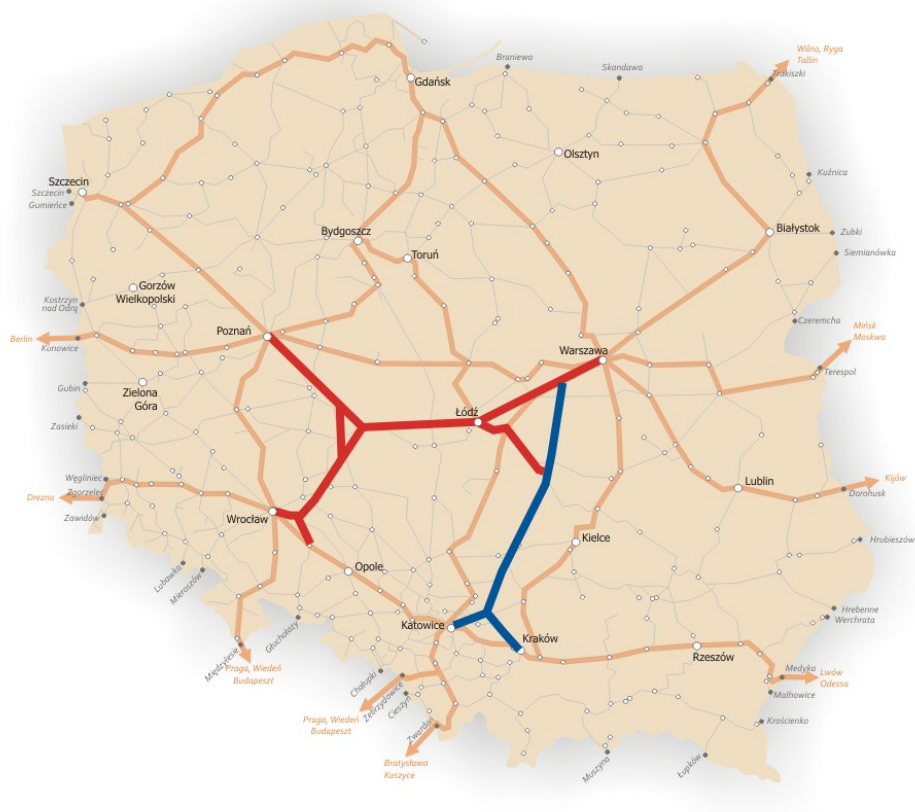 Wilno, Ryga
Tallin
Trakiszki
Braniewo
Skandawa
Gdańsk
Olsztyn
Kuźnica
Szczecin
Szczecin
Gumieńce
Białystok
Zubki
Siemianówka
Bydgoszcz
Toruń
Gorzów
Wielkopolski
Kostrzyn
nad Odrą
Czeremcha
Mińsk
Moskwa
Poznań
Berlin
Kunowice
Warszawa
Terespol
Gubin
Zielona
Góra
Łódź
Zasieki
Węgliniec
Zgorzelec
Drezno
Zawidów
Lublin
Kijów
Dorohusk
Wrocław
Kielce
Hrubieszów
Lubawka
Mieroszów
Opole
Głuchołazy
Katowice
Kraków
Hrebenne
Werchrata
Międzylesie
Praga, Wiedeń
Budapeszt
Rzeszów
Medyka
Lwów
Odessa
Malhowice
Chałupki
Zebrzydowice
Cieszyn
Praga, Wiedeń
Budapeszt
Zwardoń
Krościenko
Bratysława
Koszyce
Muszyna
Łupków